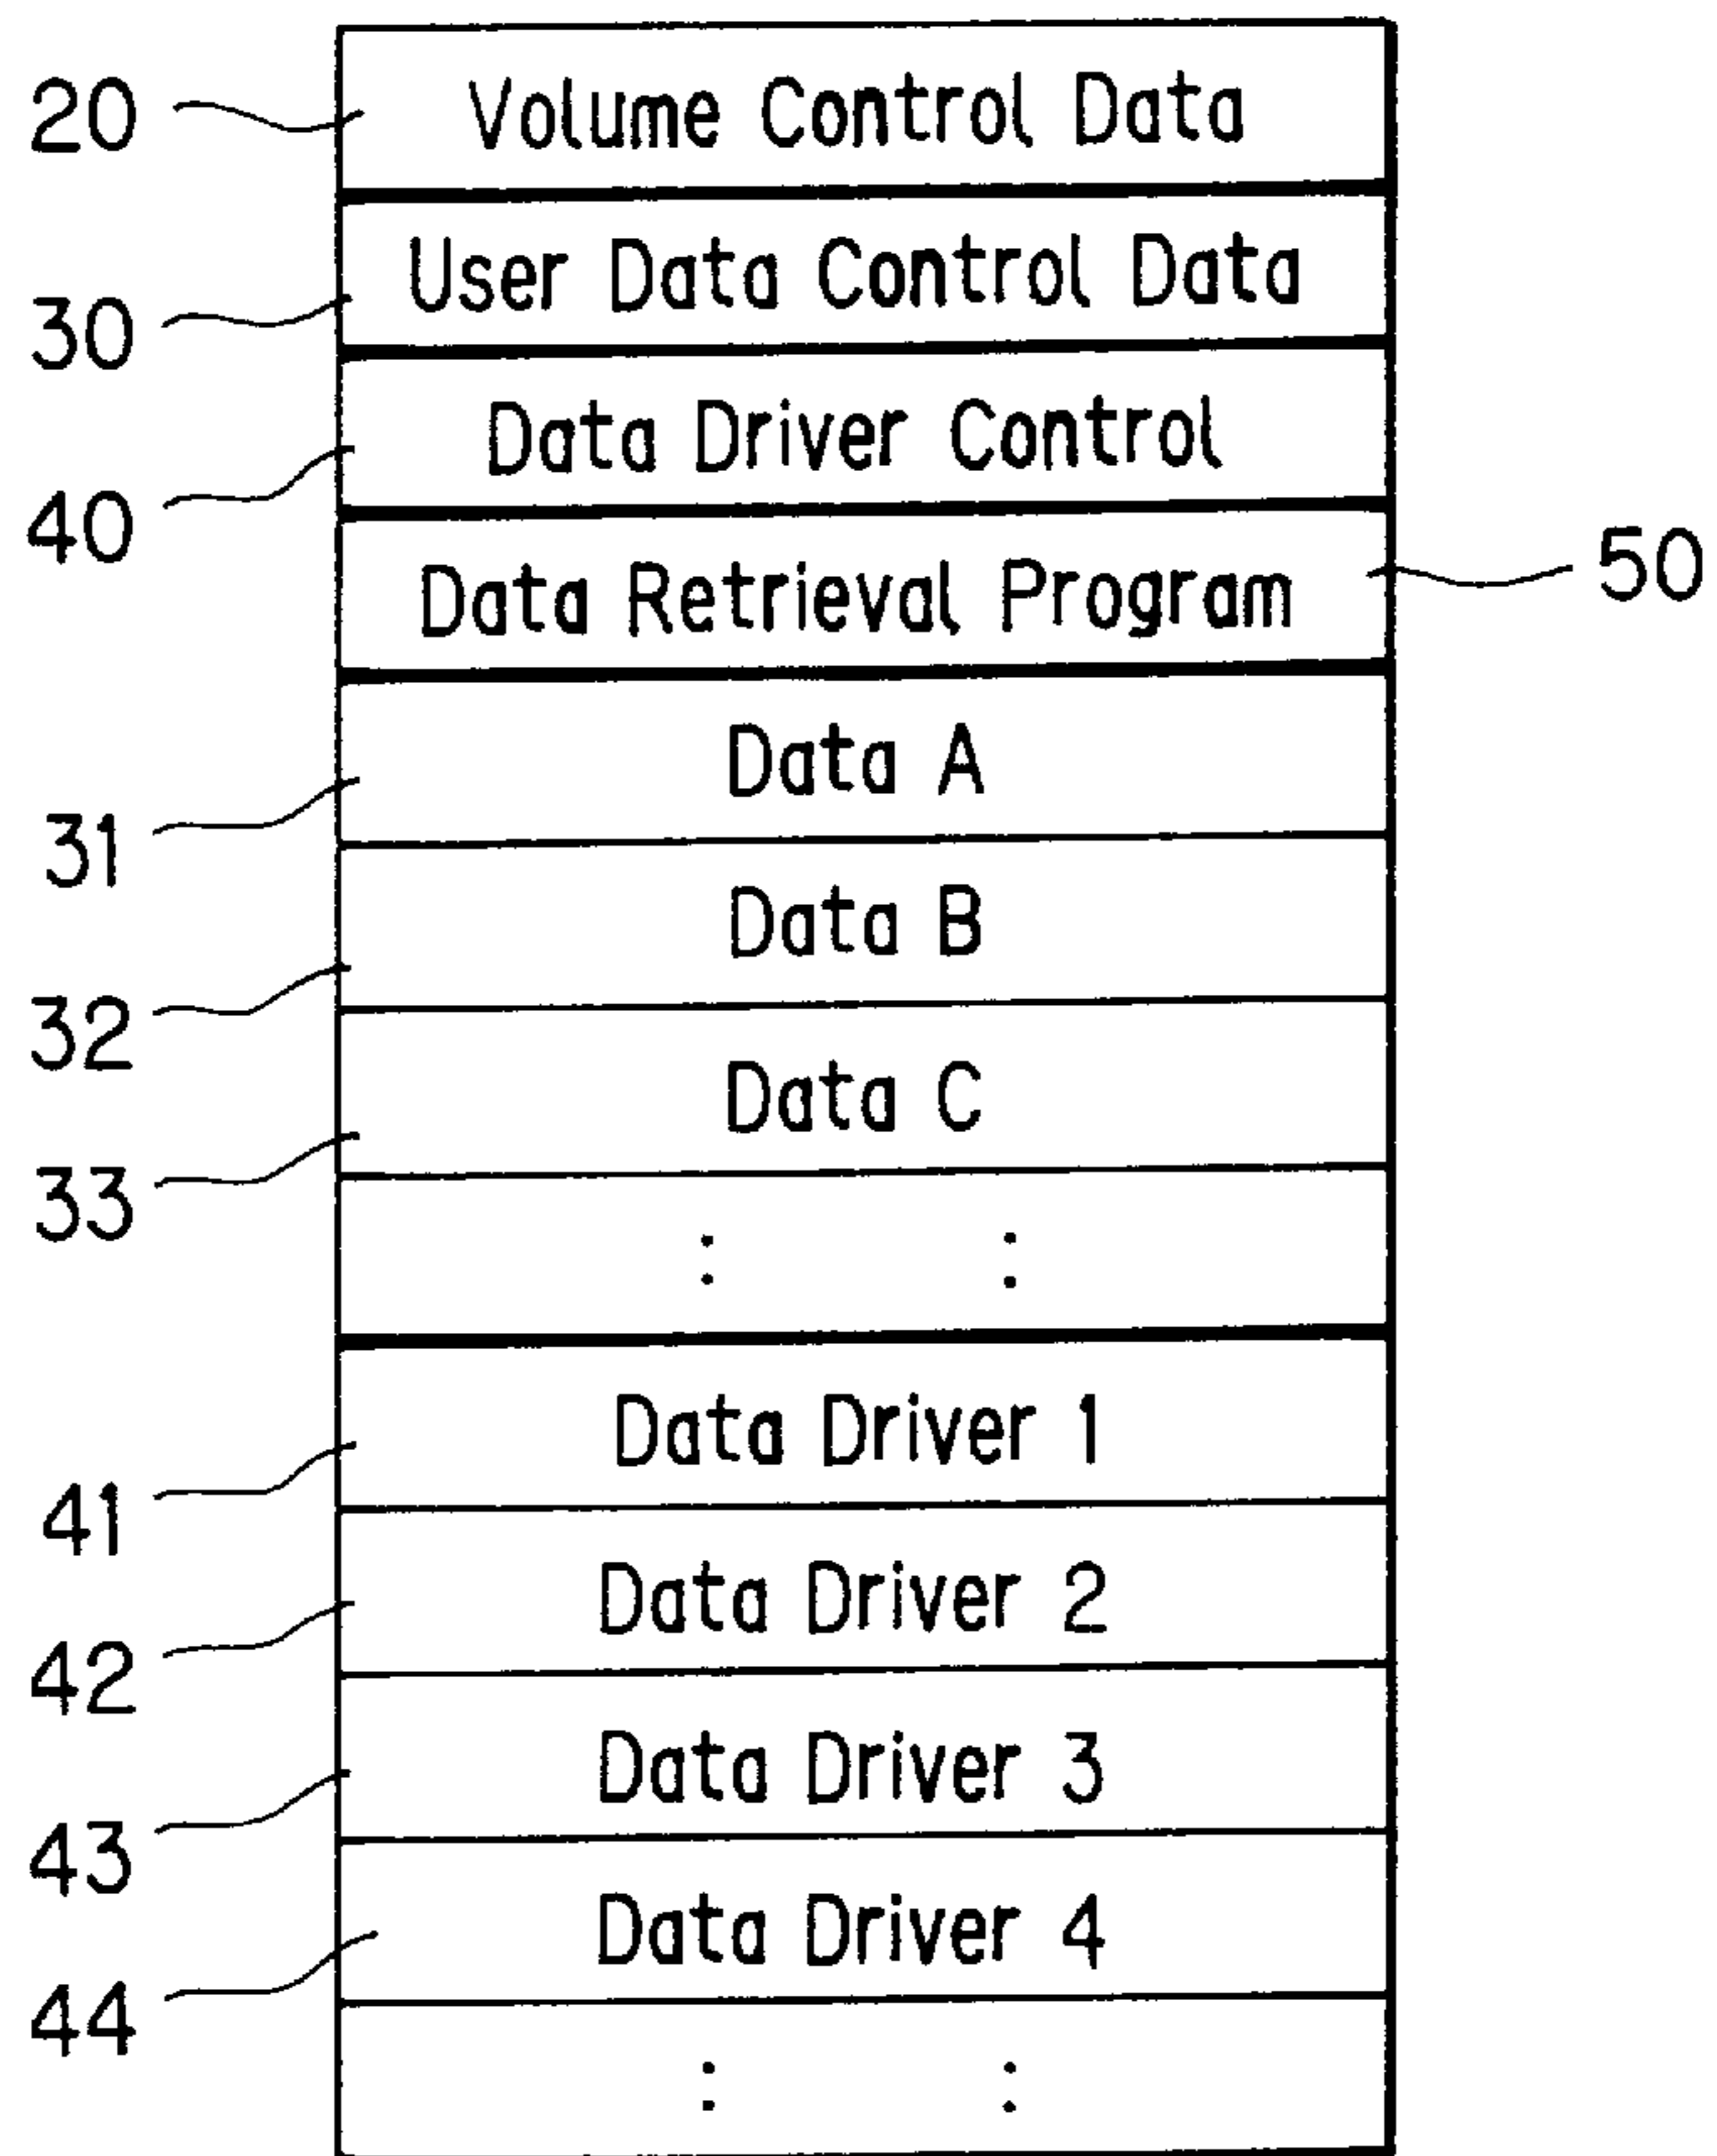 20 Volume Control Data
30 User Data Control Data
40 Data Driver Control
Data Retrieval Program 50
31 Data A
32 Data B
33 Data C
: :
41 Data Driver 1
42 Data Driver 2
43 Data Driver 3
44 Data Driver 4
: :